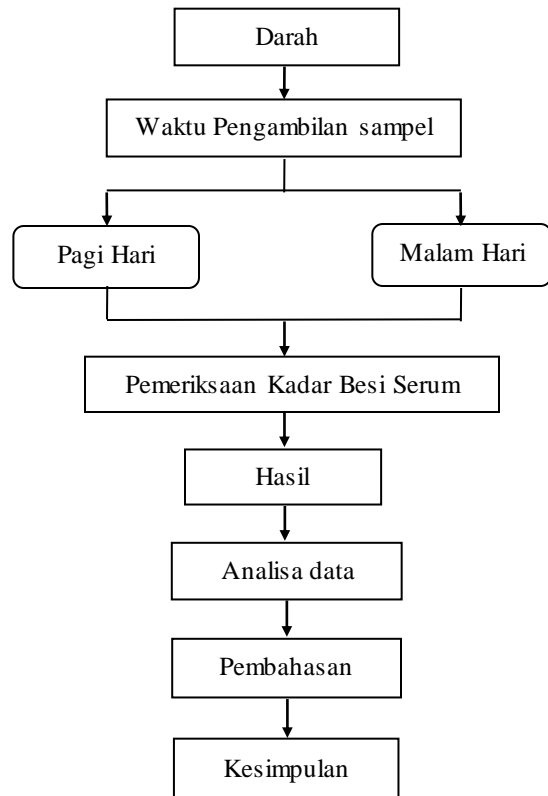 Darah
Waktu Pengambilan sampel
Pagi Hari
Malam Hari
Pemeriksaan Kadar Besi Serum
Hasil
Analisa data
Pembahasan
Kesimpulan